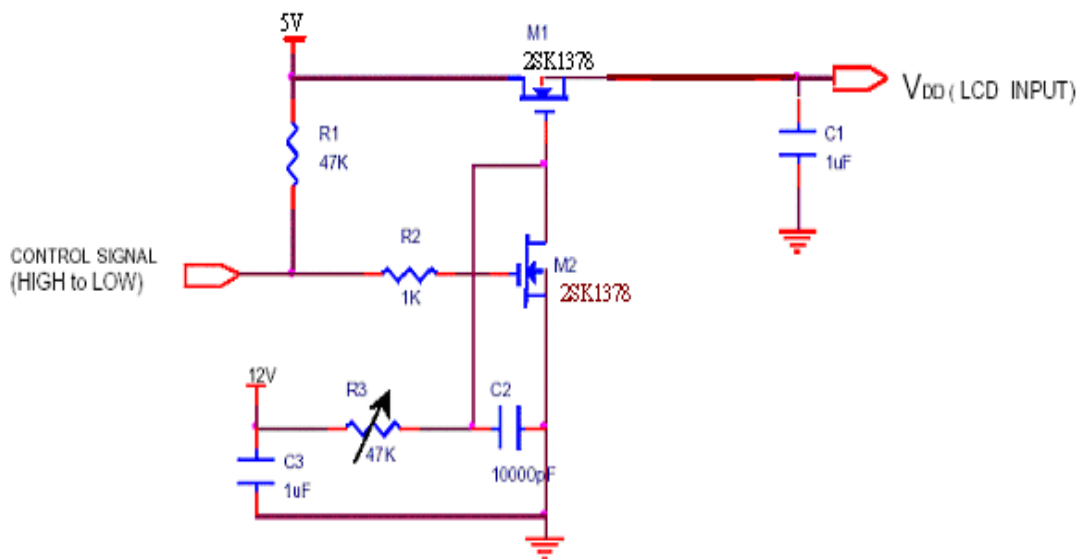 5V
M1
2SK1378
VDD ( LCD INPUT)
R1
47K
C1
1uF
CONTROL SIGNAL
(HIGH to LOW)
R2
1K
M2
2SK1378
12V
R3
47K
C2
10000pF
C3
1uF